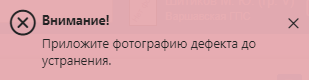 Внимание!
Приложите фотографию дефекта до
устранения.